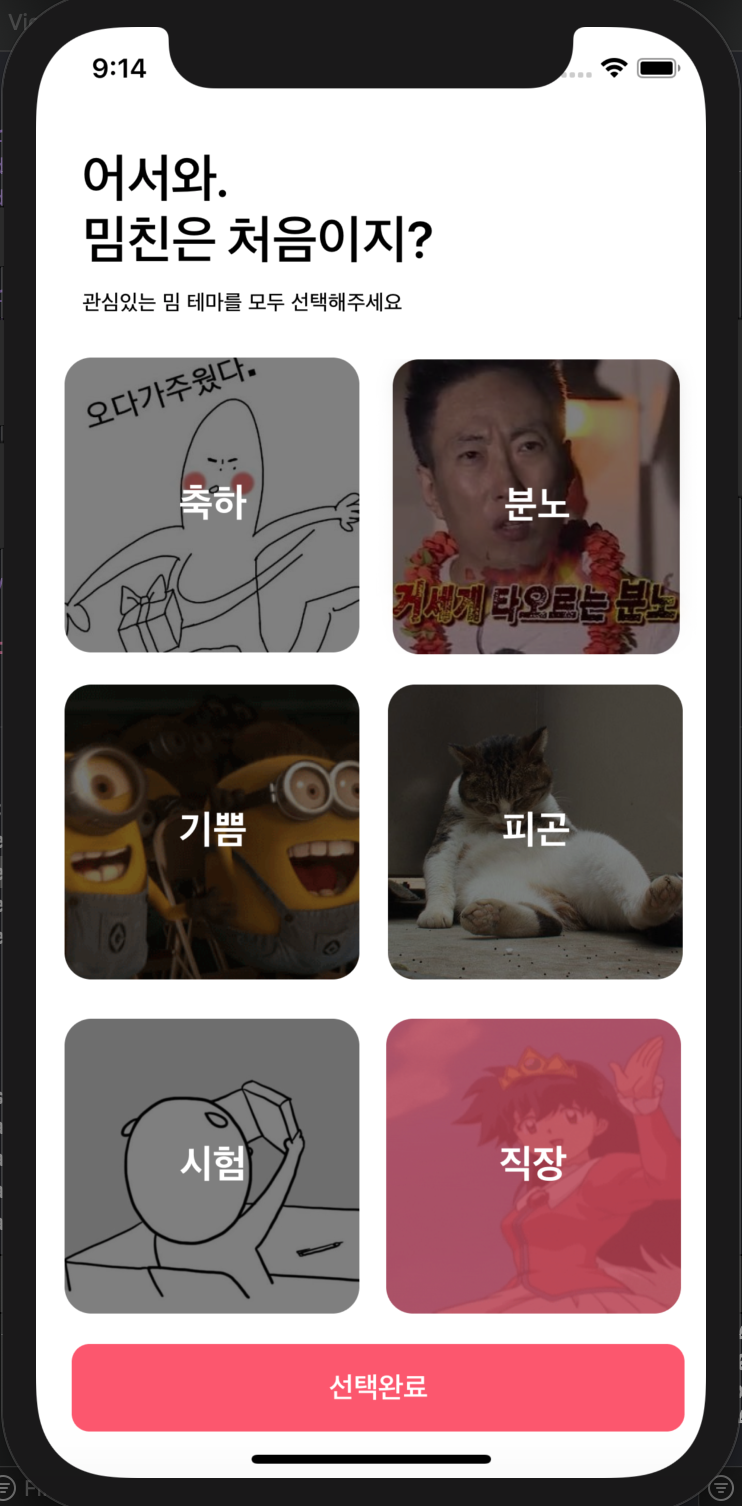 9:14
어서와.
밈친은 처음이지?
관심있는 밈 테마를 모두 선택해주세요
오다가주웠다.
축하
분노
거세게 타오르는 분노
기쁨
피곤
시험
직장
선택완료